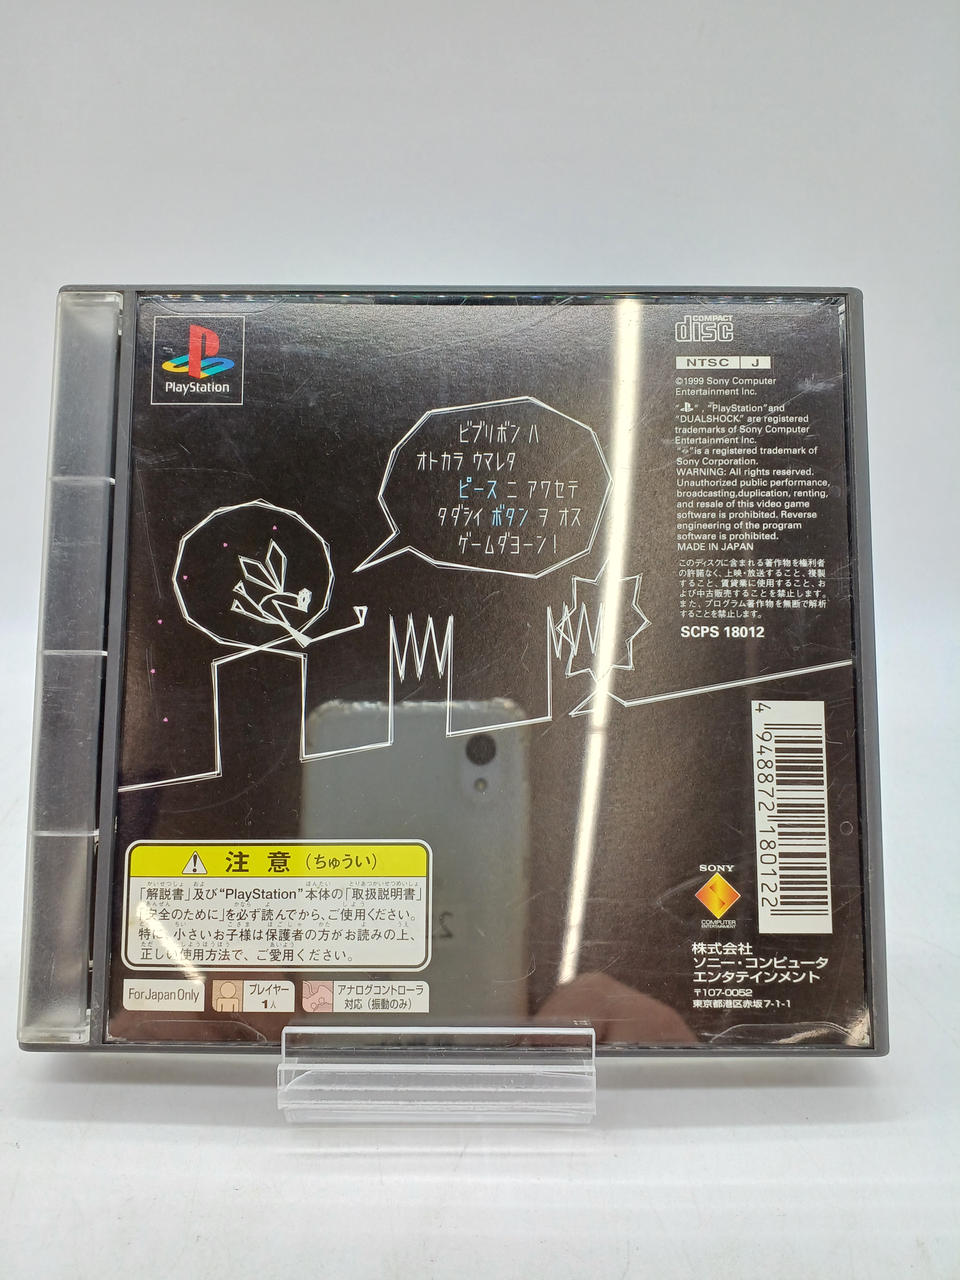 PlayStation
ビブリボン ハ
オトカラ ウマレタ
ピース ニ アワセテ
タダシイ ボタン ヲ オス
ゲームダヨーン!
COMPACT
disc
NTSC J
©1999 Sony Computer
Entertainment Inc.
" ", "PlayStation" and
"DUALSHOCK" are registered
trademarks of Sony Computer
Entertainment Inc.
" " is a registered trademark of
Sony Corporation.
WARNING: All rights reserved.
Unauthorized public performance,
broadcasting,duplication, renting,
and resale of this video game
software is prohibited. Reverse
engineering of the program
software is prohibited.
MADE IN JAPAN
このディスクに含まれる著作物を権利者
の許諾なく、上映・放送すること、複製
すること、賃貸業に使用すること、お
よび中古販売することを禁止します。
また、プログラム著作物を無断で解析
することを禁止します。
SCPS 18012
4 948872 180122
SONY
COMPUTER
ENTERTAINMENT
株式会社
ソニー・コンピュータ
エンタテインメント
〒107-0052
東京都港区赤坂7-1-1
注意(ちゅうい)
「解説書」及び"PlayStation"本体の「取扱説明書」
「安全のために」を必ず読んでから、ご使用ください。
特に、小さいお子様は保護者の方がお読みの上、
正しい使用方法で、ご愛用ください。
For Japan Only
プレイヤー
1人
アナログコントローラ
対応(振動のみ)